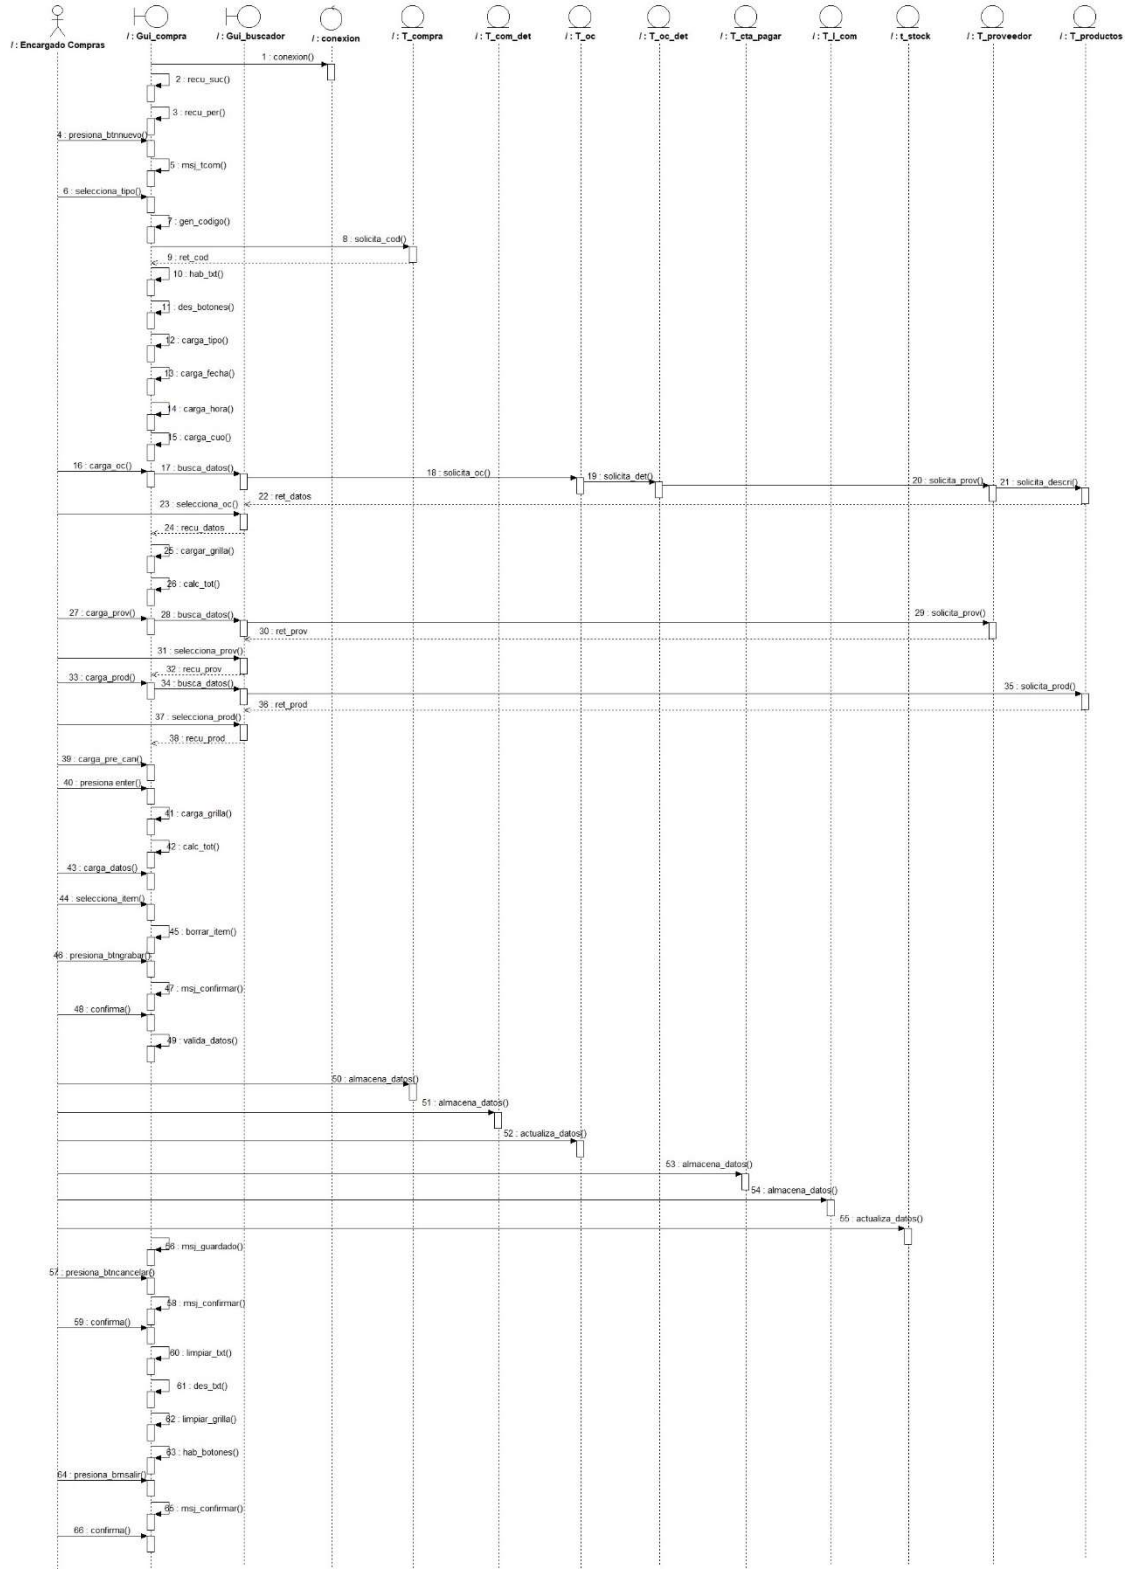 / : Encargado Compras
/ : Gui_compra
/ : Gui_buscador
/ : conexion
/ : T_compra
/ : T_com_det
/ : T_oc
/ : T_oc_det
/ : T_cta_pagar
/ : T_l_com
/ : t_stock
/ : T_proveedor
/ : T_productos
1 : conexion()
2 : recu_suc()
3 : recu_per()
4 : presiona_btnnuevo()
5 : msj_tcom()
6 : selecciona_tipo()
7 : gen_codigo()
8 : solicita_cod()
9 : ret_cod
10 : hab_txt()
11 : des_botones()
12 : carga_tipo()
13 : carga_fecha()
14 : carga_hora()
15 : carga_cuo()
16 : carga_oc()
17 : busca_datos()
18 : solicita_oc()
19 : solicita_det()
20 : solicita_prov()
21 : solicita_descri()
22 : ret_datos
23 : selecciona_oc()
24 : recu_datos
25 : cargar_grilla()
26 : calc_tot()
27 : carga_prov()
28 : busca_datos()
29 : solicita_prov()
30 : ret_prov
31 : selecciona_prov()
32 : recu_prov
33 : carga_prod()
34 : busca_datos()
35 : solicita_prod()
36 : ret_prod
37 : selecciona_prod()
38 : recu_prod
39 : carga_pre_can()
40 : presiona enter()
41 : carga_grilla()
42 : calc_tot()
43 : carga_datos()
44 : selecciona_item()
45 : borrar_item()
46 : presiona_btngrabar()
47 : msj_confirmar()
48 : confirma()
49 : valida_datos()
50 : almacena_datos()
51 : almacena_datos()
52 : actualiza_datos()
53 : almacena_datos()
54 : almacena_datos()
55 : actualiza_datos()
56 : msj_guardado()
57 : presiona_btncancelar()
58 : msj_confirmar()
59 : confirma()
60 : limpiar_txt()
61 : des_txt()
62 : limpiar_grilla()
63 : hab_botones()
64 : presiona_brnsalir()
65 : msj_confirmar()
66 : confirma()